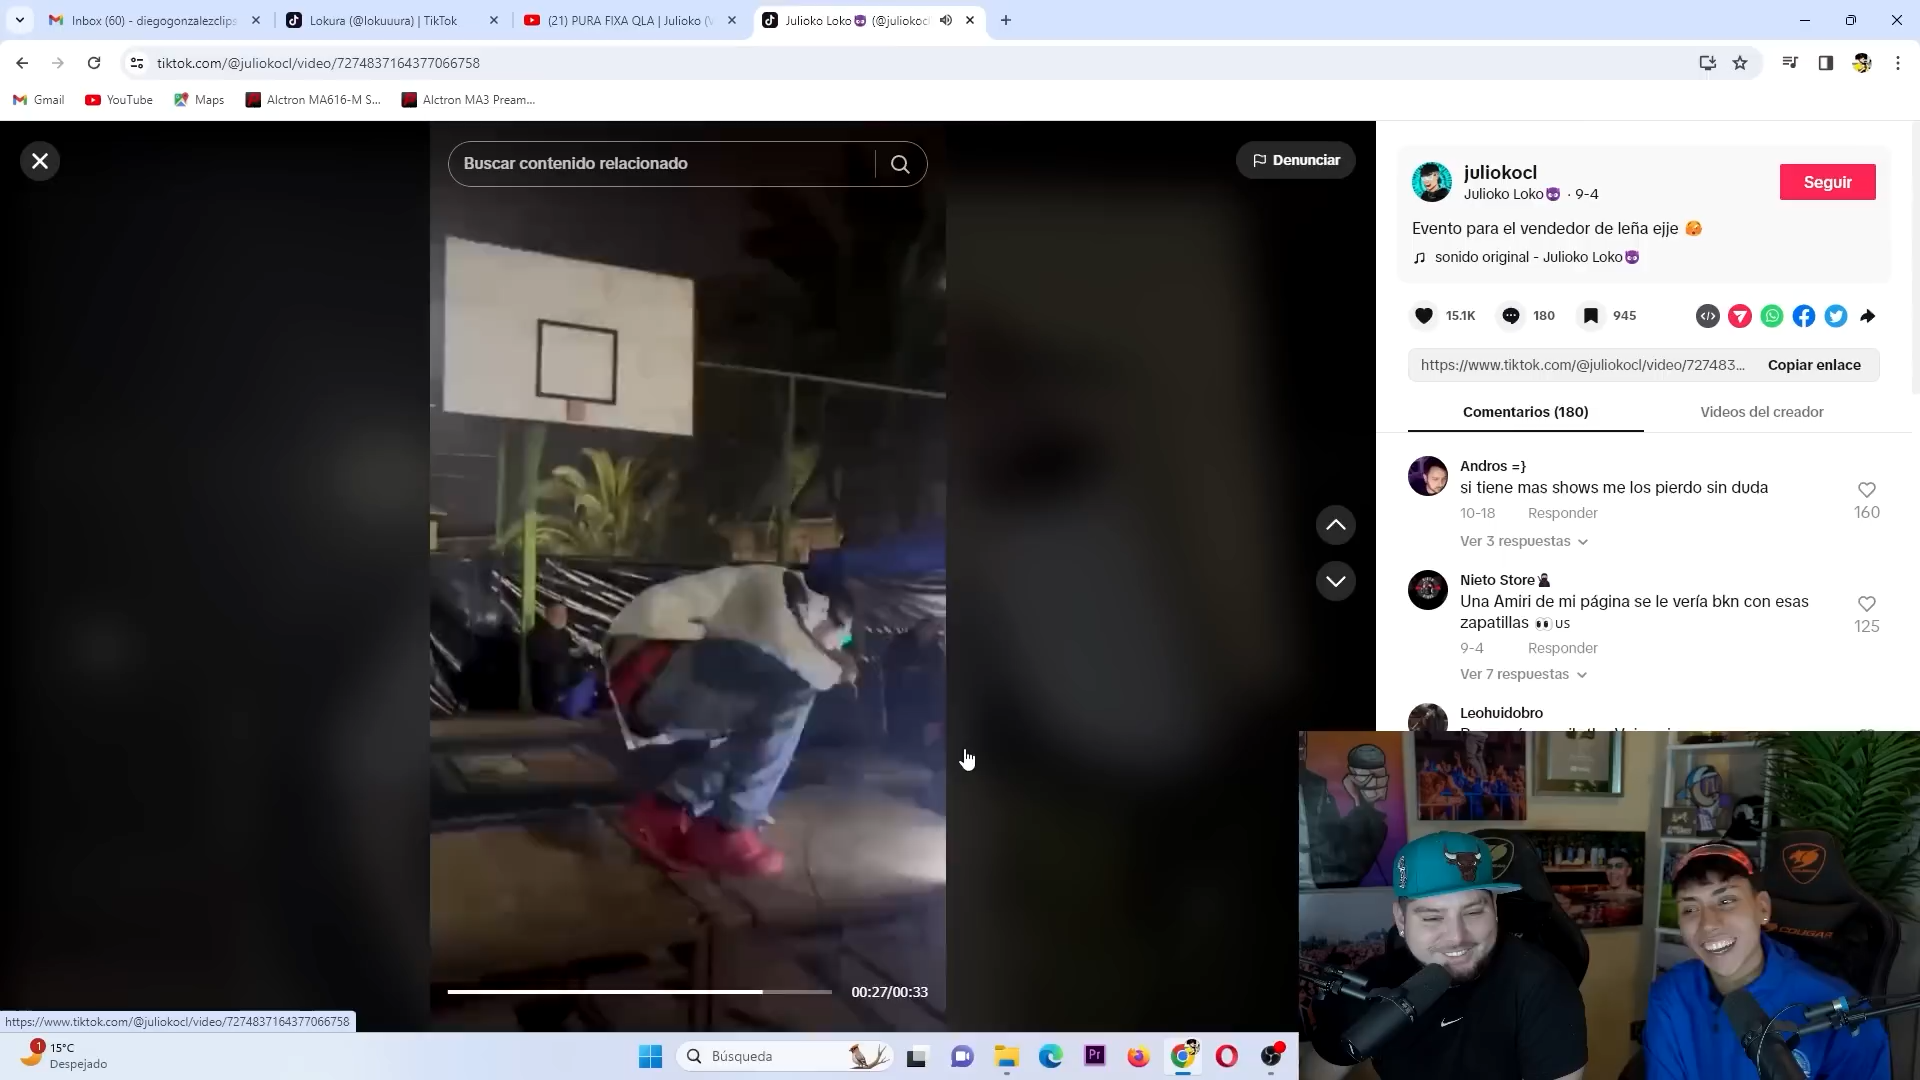 Inbox (60) - diegogonzalezclips
Lokura (@lokuuura) | TikTok
(21) PURA FIXA QLA | Julioko (V
Julioko Loko😈 (@juliokocl
tiktok.com/@juliokocl/video/7274837164377066758
Gmail
YouTube
Maps
Alctron MA616-M S...
Alctron MA3 Pream...
Buscar contenido relacionado
Denunciar
juliokocl
Julioko Loko😈 · 9-4
Seguir
Evento para el vendedor de leña ejje 🫣
sonido original - Julioko Loko😈
15.1K
180
945
https://www.tiktok.com/@juliokocl/video/727483...
Copiar enlace
Comentarios (180)
Videos del creador
Andros =}
si tiene mas shows me los pierdo sin duda
10-18 Responder
160
Ver 3 respuestas
Nieto Store🥷
Una Amiri de mi página se le vería bkn con esas
zapatillas 👀 US
125
9-4 Responder
Ver 7 respuestas
Leohuidobro
00:27/00:33
COUGAR
https://www.tiktok.com/@juliokocl/video/7274837164377066758
1
15°C
Despejado
Búsqueda
Pr